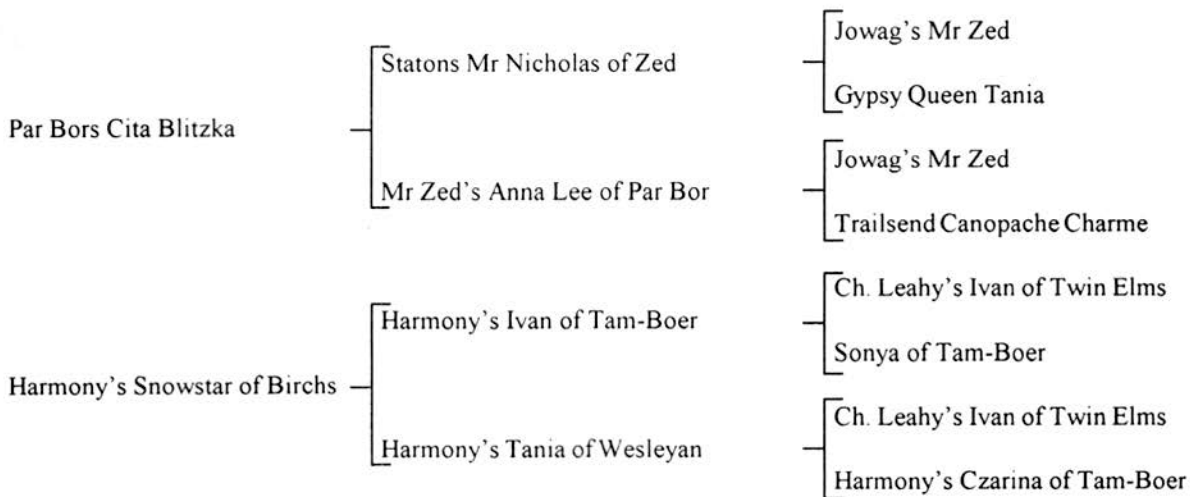 Jowag's Mr Zed
Statons Mr Nicholas of Zed
Gypsy Queen Tania
Par Bors Cita Blitzka
Jowag's Mr Zed
Mr Zed's Anna Lee of Par Bor
Trailsend Canopache Charme
Ch. Leahy's Ivan of Twin Elms
Harmony's Ivan of Tam-Boer
Sonya of Tam-Boer
Harmony's Snowstar of Birchs
Ch. Leahy's Ivan of Twin Elms
Harmony's Tania of Wesleyan
Harmony's Czarina of Tam-Boer